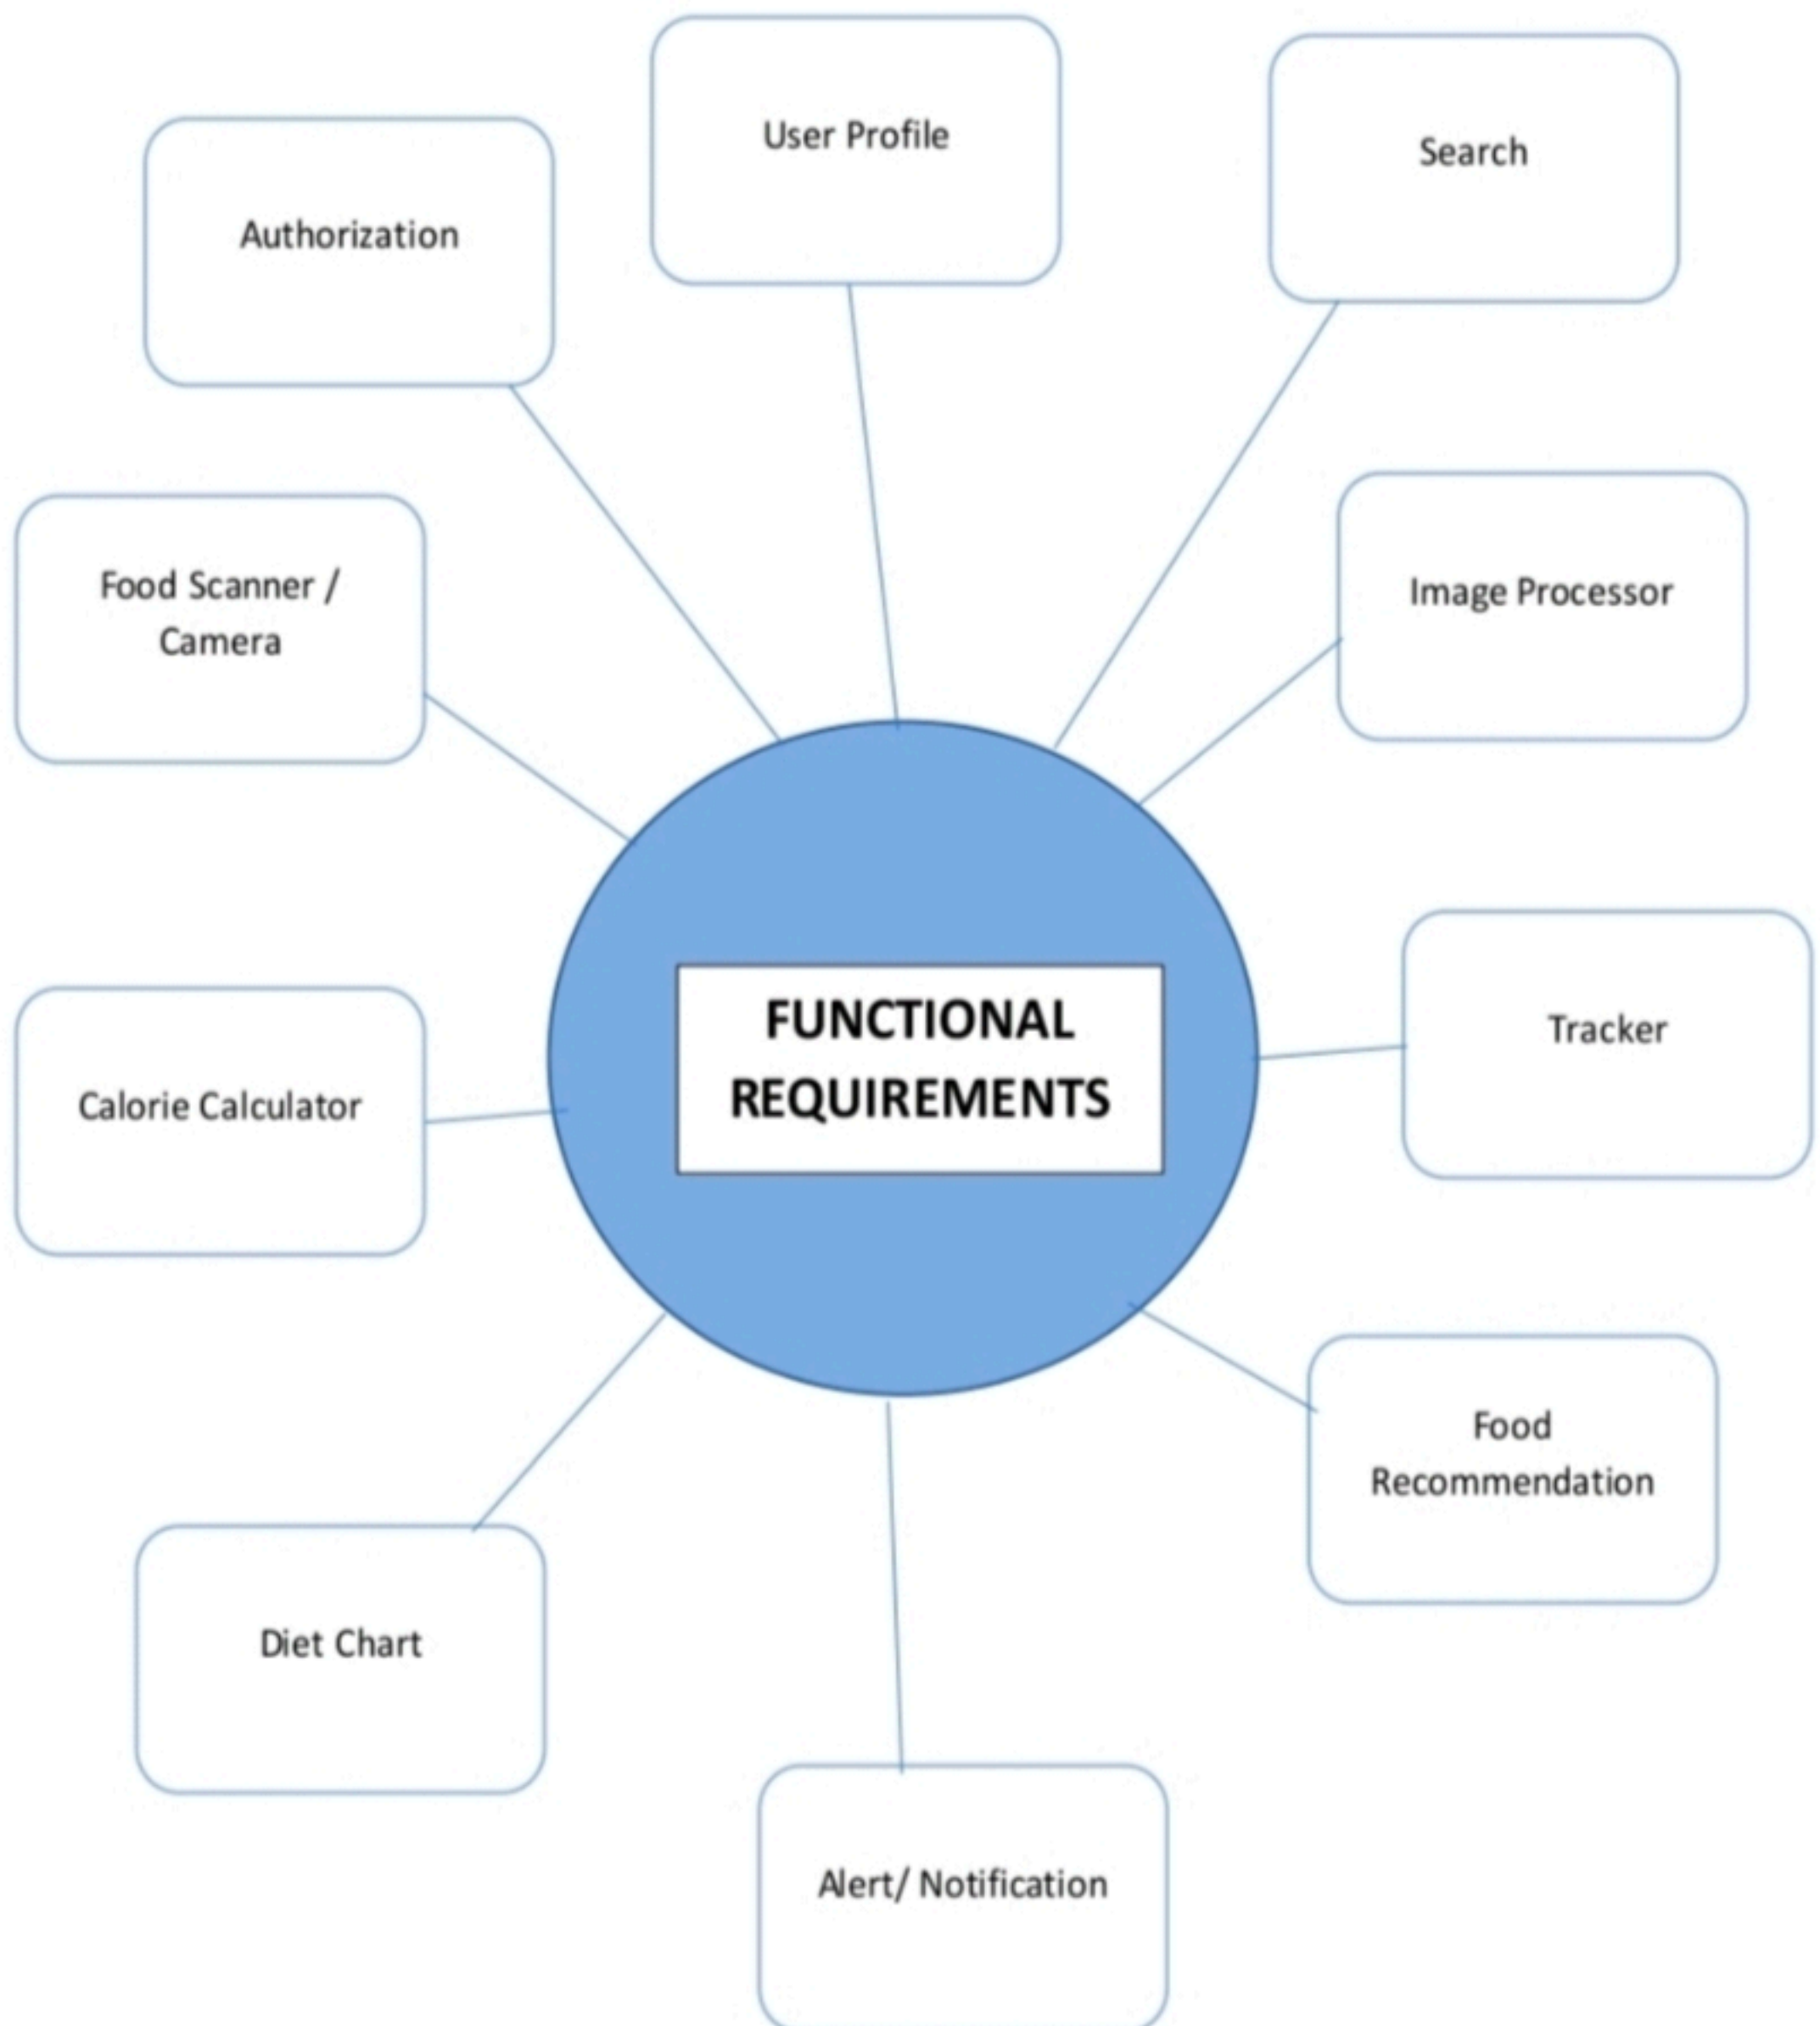 User Profile
Search
Authorization
Food Scanner /
Camera
Image Processor
FUNCTIONAL
REQUIREMENTS
Tracker
Calorie Calculator
Food
Recommendation
Diet Chart
Alert/ Notification